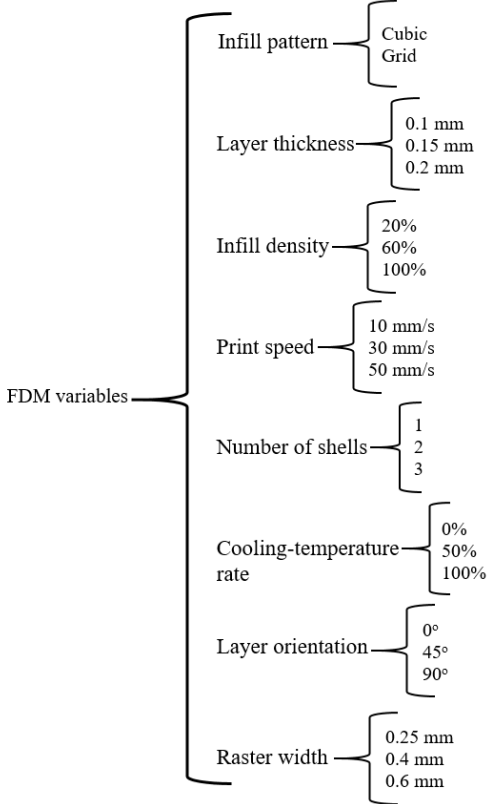 Infill pattern
Cubic
Grid
Layer thickness
0.1 mm
0.15 mm
0.2 mm
Infill density
20%
60%
100%
Print speed
10 mm/s
30 mm/s
50 mm/s
FDM variables
Number of shells
1
2
3
Cooling-temperature
rate
0%
50%
100%
Layer orientation
0°
45°
90°
Raster width
0.25 mm
0.4 mm
0.6 mm